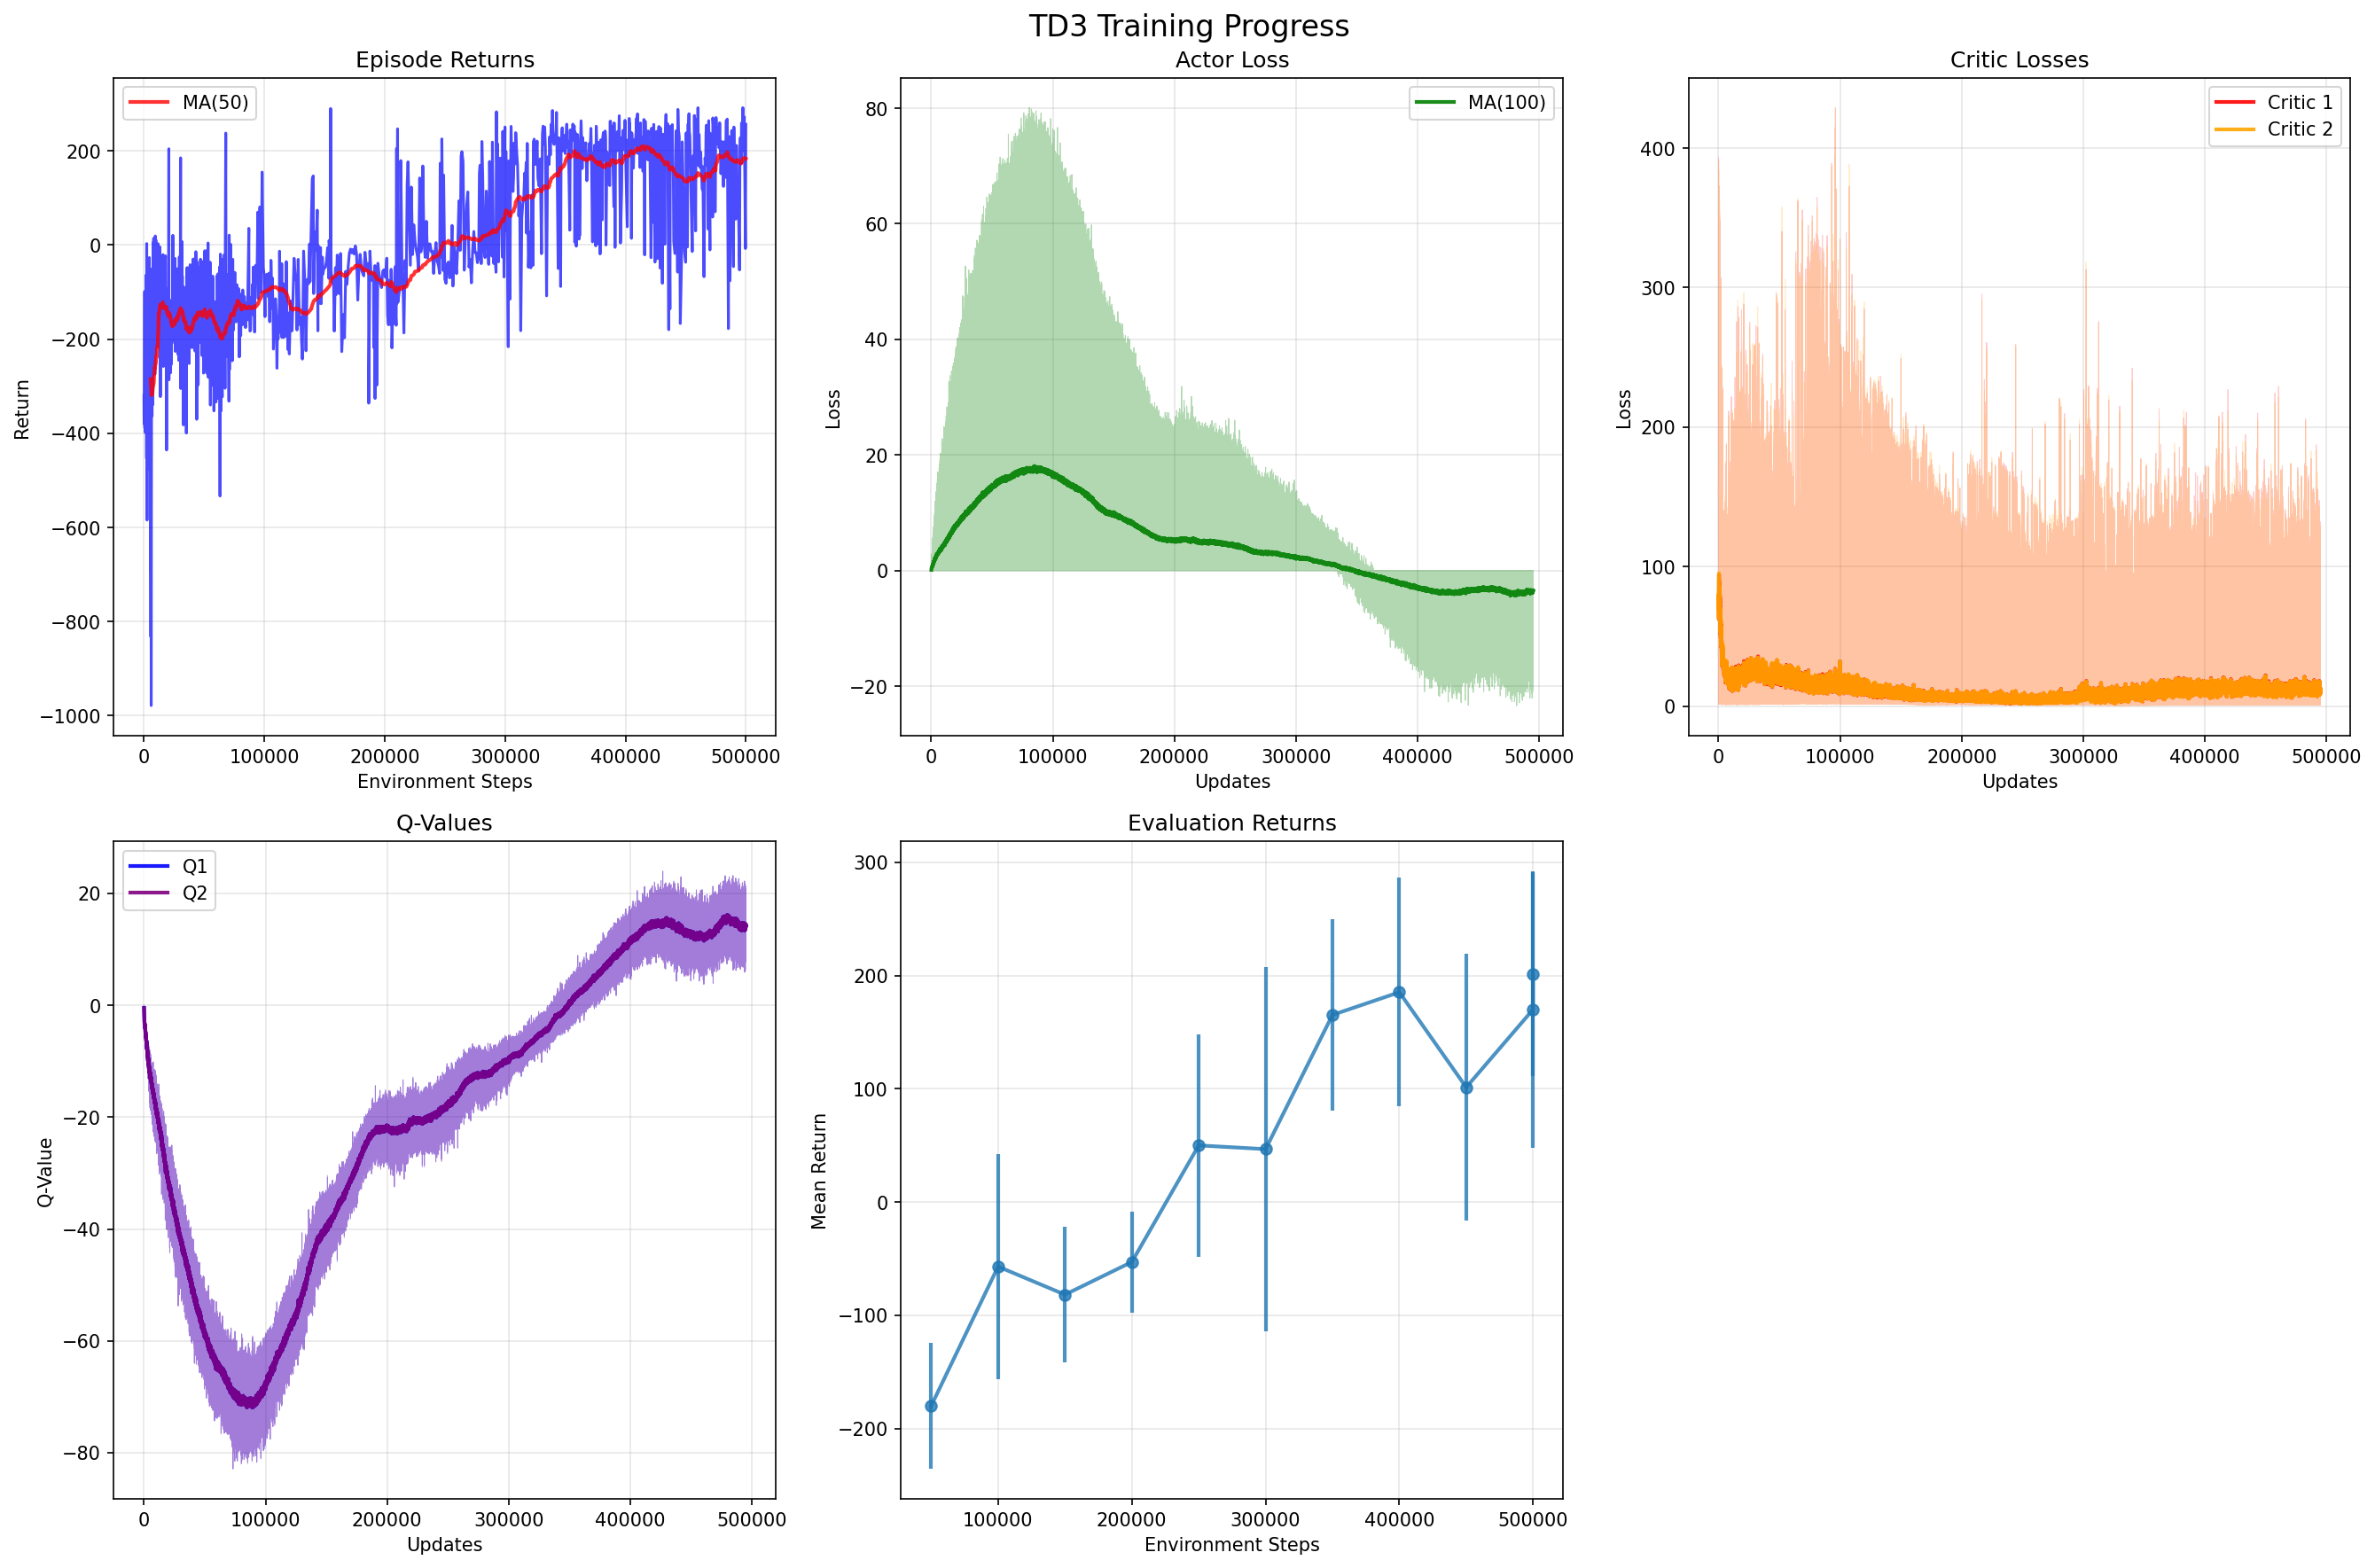 TD3 Training Progress
Episode Returns
MA(50)
Return
200
0
−200
−400
−600
−800
−1000
0 100000 200000 300000 400000 500000
Environment Steps
Actor Loss
MA(100)
Loss
80
60
40
20
0
−20
0 100000 200000 300000 400000 500000
Updates
Critic Losses
Critic 1
Critic 2
Loss
400
300
200
100
0
0 100000 200000 300000 400000 500000
Updates
Q-Values
Q1
Q2
Q-Value
20
0
−20
−40
−60
−80
0 100000 200000 300000 400000 500000
Updates
Evaluation Returns
Mean Return
300
200
100
0
−100
−200
100000 200000 300000 400000 500000
Environment Steps